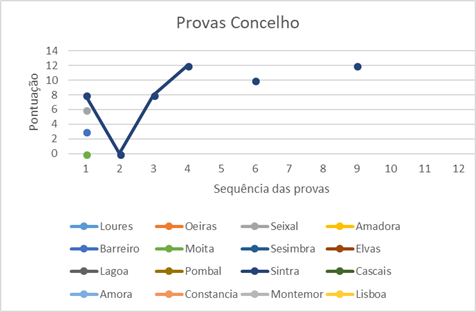 Provas Concelho
14
12
10
8
6
4
2
0
Pontuação
1 2 3 4 5 6 7 8 9 10 11 12
Sequência das provas
Loures Oeiras Seixal Amadora
Barreiro Moita Sesimbra Elvas
Lagoa Pombal Sintra Cascais
Amora Constancia Montemor Lisboa